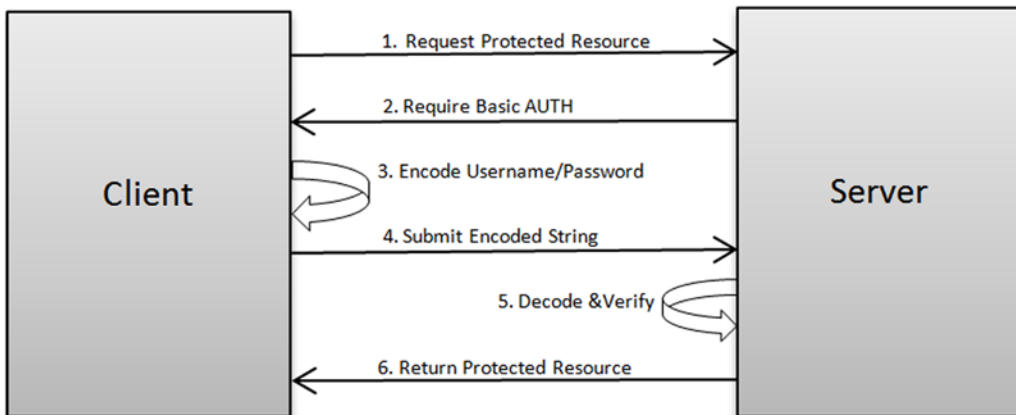 1. Request Protected Resource
2. Require Basic AUTH
3. Encode Username/Password
Client
Server
4. Submit Encoded String
5. Decode &Verify
6. Return Protected Resource